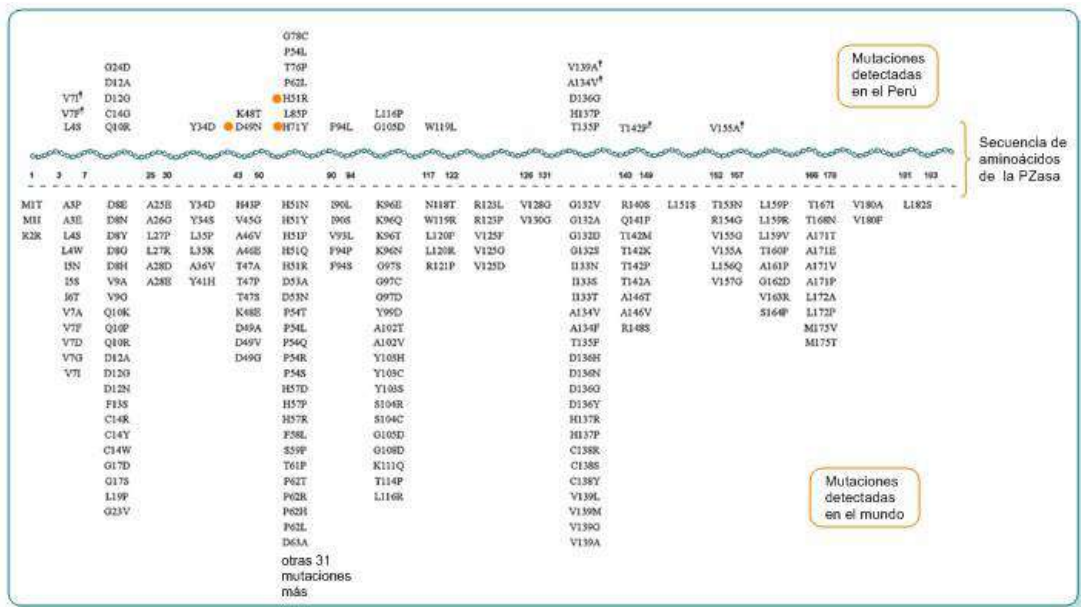 G78C
P54L
G24D T76P V139A†
D12A P62L A134V†
V7I† D12G H51R D136G
V7F† C14G K48T L85P L116P H137P
L4S Q10R Y34D D49N H71Y F94L G105D W119L T135P T142P† V155A†
Mutaciones
detectadas
en el Perú
Secuencia de
aminoácidos
de la PZasa
1 3 7 25 30 43 50 90 94 117 122 126 131 140 149 152 157 166 178 181 183
M1T A3P D8E A25E Y34D H43P H51N I90L K96E N118T R123L V128G G132V R140S L151S T153N L159P T167I V180A L182S
M1I A3E D8N A26G Y34S V45G H51Y I90S K96Q W119R R123P V130G G132A Q141P R154G L159R T168N V180F
K2R L4S D8Y L27P L35P A46V H51P V93L K96T L120P V125F G132D T142M V155G L159V A171T
L4W D8G L27R L35R A46E H51Q F94P K96N L120R V125G G132S T142K V155A T160P A171E
I5N D8H A28D A36V T47A H51R F94S G97S R121P V125D I133N T142P L156Q A161P A171V
I5S V9A A28E Y41H T47P D53A G97C I133S T142A V157G G162D A171P
I6T V9G T47S D53N G97D I133T A146T V163R L172A
V7A Q10K K48E P54T Y99D A134V A146V S164P L172P
V7F Q10P D49A P54L A102T A134F R148S M175V
V7D Q10R D49V P54Q A102V T135P M175T
V7G D12A D49G P54R Y103H D136H
V7I D12G P54S Y103C D136N
D12N H57D Y103S D136G
F13S H57P S104R D136Y
C14R H57R S104C H137R
C14Y F58L G105D H137P
C14W S59P K111Q C138R
G17D T61P T114P C138S
G17S P62T L116R C138Y
L19P P62R V139L
G23V P62H V139M
P62L V139G
D63A V139A
otras 31
mutaciones
más
Mutaciones
detectadas
en el mundo